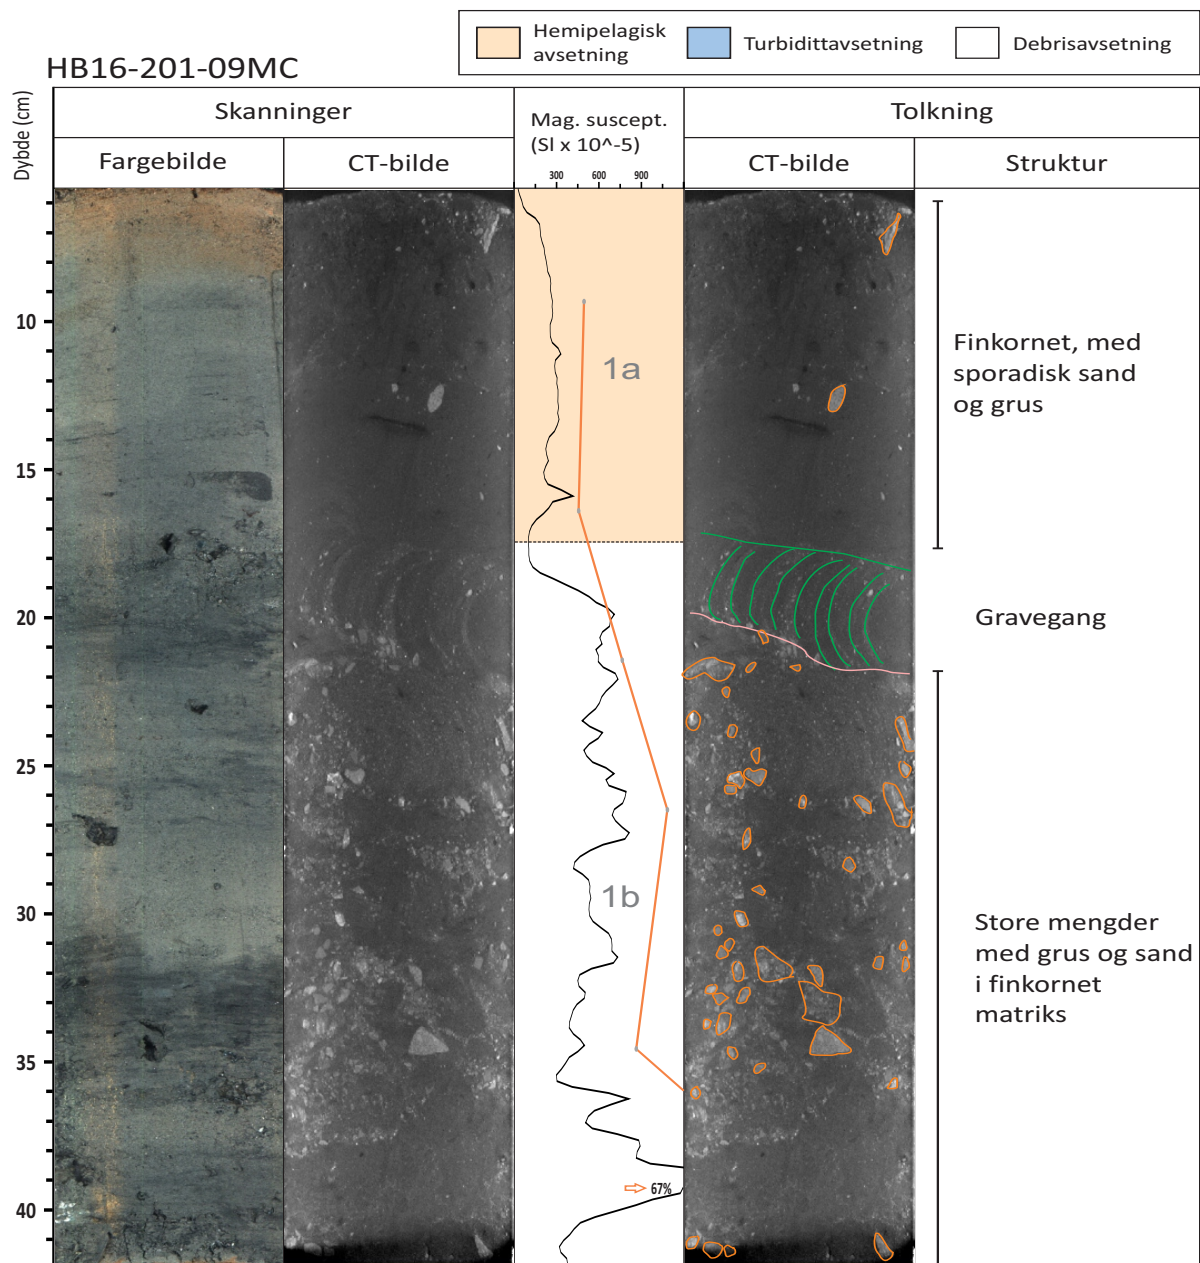 Hemipelagisk
avsetning
Turbidittavsetning
Debrisavsetning
HB16-201-09MC
Dybde (cm)
Skanninger
Mag. suscept.
(SI x 10^-5)
Tolkning
Fargebilde
CT-bilde
300 600 900
CT-bilde
Struktur
10
15
20
25
30
35
40
1a
1b
67%
Finkornet, med
sporadisk sand
og grus
Gravegang
Store mengder
med grus og sand
i finkornet
matriks